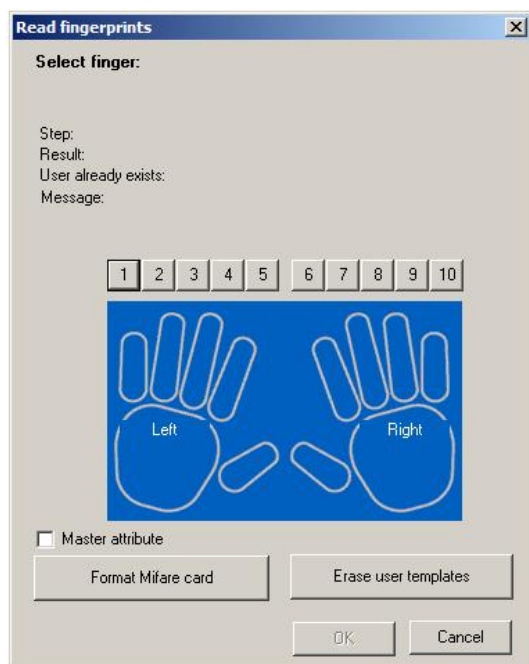 Read fingerprints
Select finger:
Step:
Result:
User already exists:
Message:
1 2 3 4 5 6 7 8 9 10
Left Right
Master attribute
Format Mifare card Erase user templates
OK Cancel